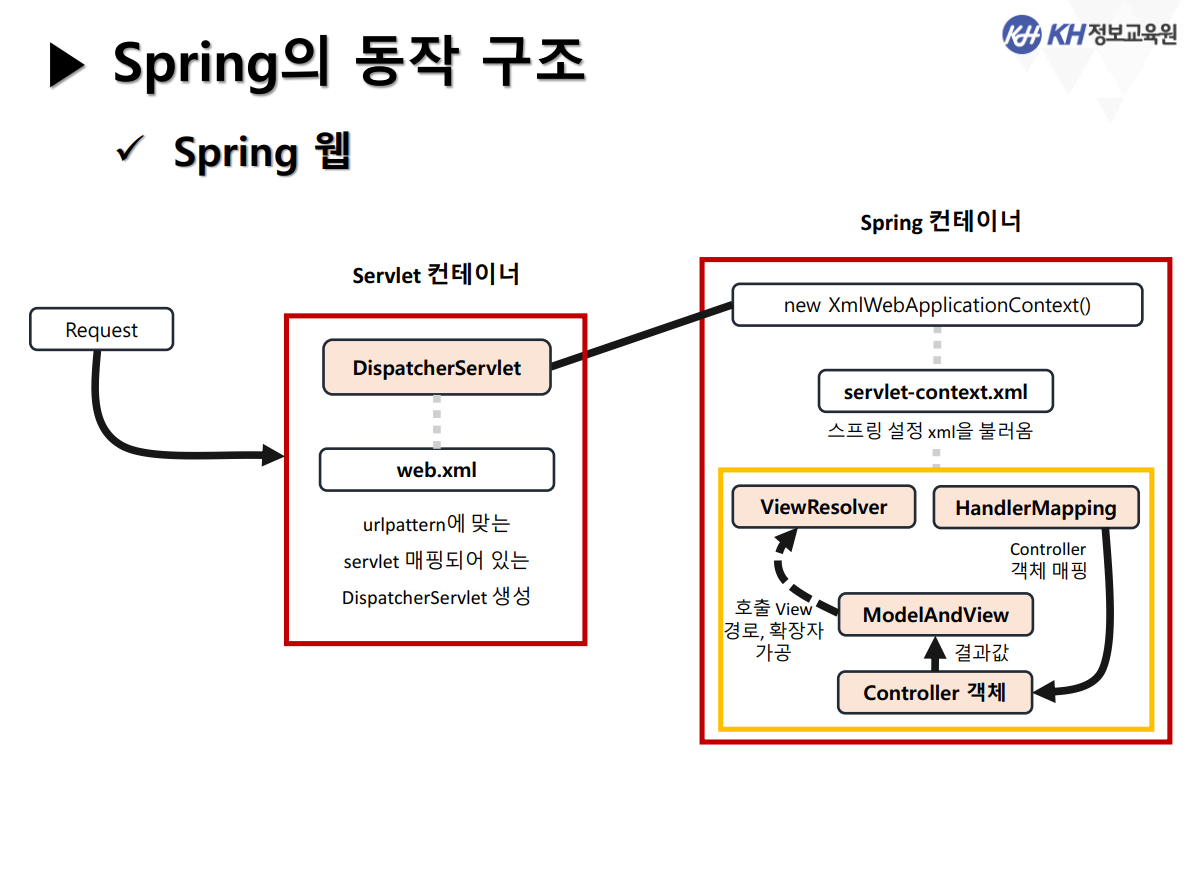 ▶ Spring의 동작 구조
KH KH정보교육원
✓ Spring 웹
Spring 컨테이너
Servlet 컨테이너
new XmlWebApplicationContext()
Request
DispatcherServlet
servlet-context.xml
스프링 설정 xml을 불러옴
web.xml
urlpattern에 맞는
servlet 매핑되어 있는
DispatcherServlet 생성
ViewResolver
HandlerMapping
Controller
객체 매핑
호출 View
경로, 확장자
가공
ModelAndView
결과값
Controller 객체